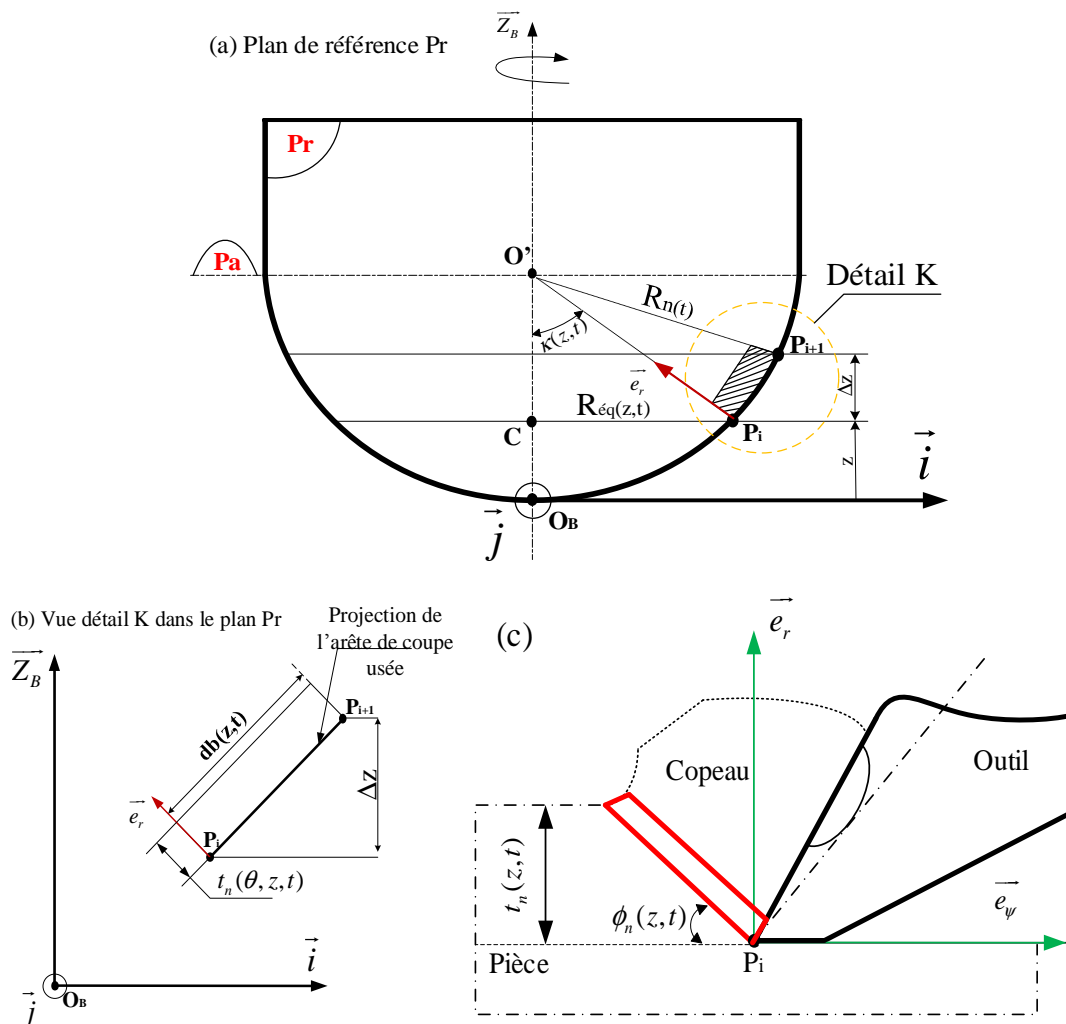 (a) Plan de référence Pr
Z_B
Pr
Pa
O'
R_n(t)
Détail K
κ(z,t)
P_i+1
e_r
Δz
R_éq(z,t)
C
P_i
z
i
j
O_B
(b) Vue détail K dans le plan Pr
Projection de
l'arête de coupe
usée
Z_B
P_i+1
db(z,t)
Δz
e_r
P_i
t_n(θ, z, t)
i
O_B
j
(c)
e_r
Copeau
Outil
t_n(z, t)
ϕ_n(z, t)
e_ψ
Pièce
P_i